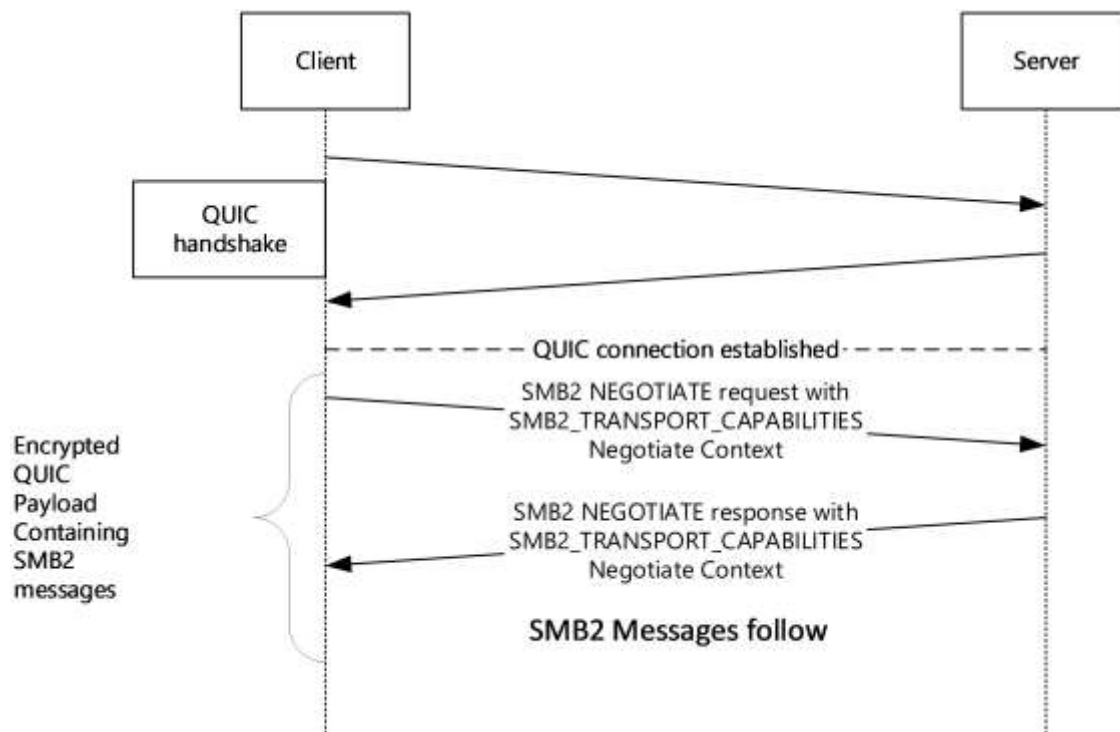 Client
Server
QUIC
handshake
QUIC connection established
SMB2 NEGOTIATE request with
SMB2_TRANSPORT_CAPABILITIES
Negotiate Context
Encrypted
QUIC
Payload
Containing
SMB2
messages
SMB2 NEGOTIATE response with
SMB2_TRANSPORT_CAPABILITIES
Negotiate Context
SMB2 Messages follow